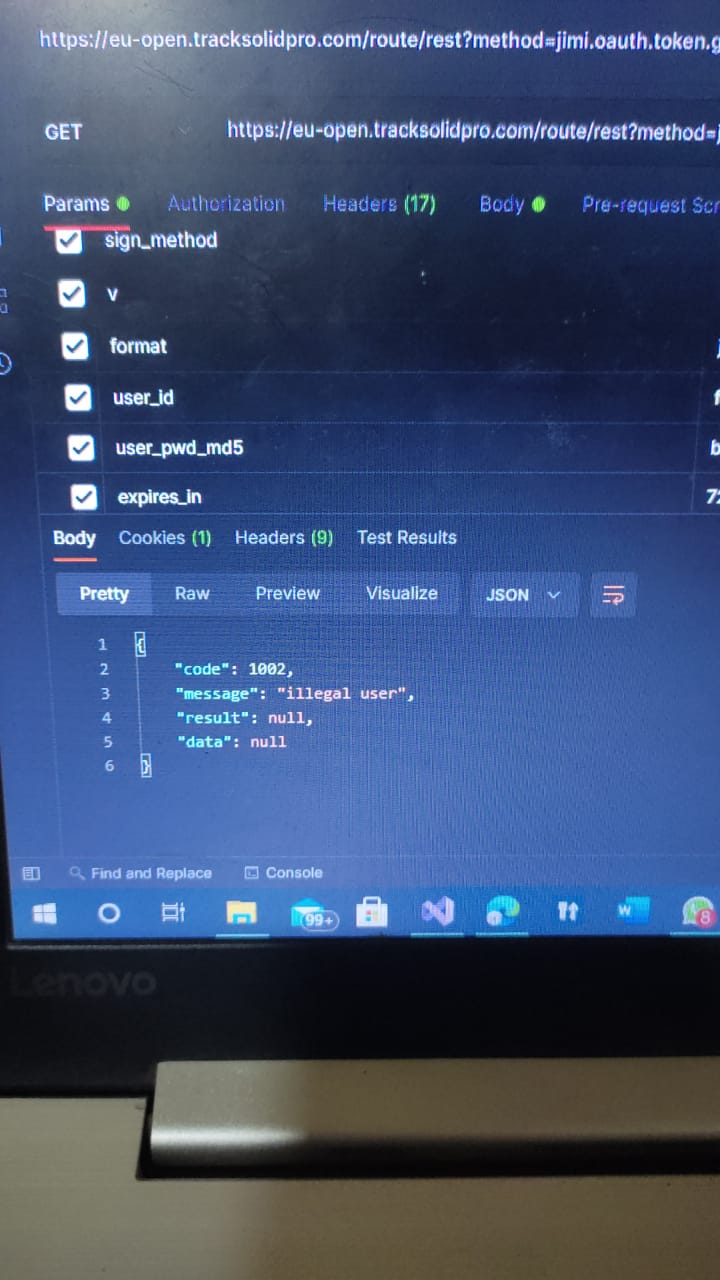 https://eu-open.tracksolidpro.com/route/rest?method=jimi.oauth.token.g
GET https://eu-open.tracksolidpro.com/route/rest?method=j
Params Authorization Headers (17) Body Pre-request Scr
sign_method
v
format
user_id
user_pwd_md5 b
expires_in 72
Body Cookies (1) Headers (9) Test Results
Pretty Raw Preview Visualize JSON
1 {
2 "code": 1002,
3 "message": "illegal user",
4 "result": null,
5 "data": null
6 }
Find and Replace Console
99+ W 8
Lenovo